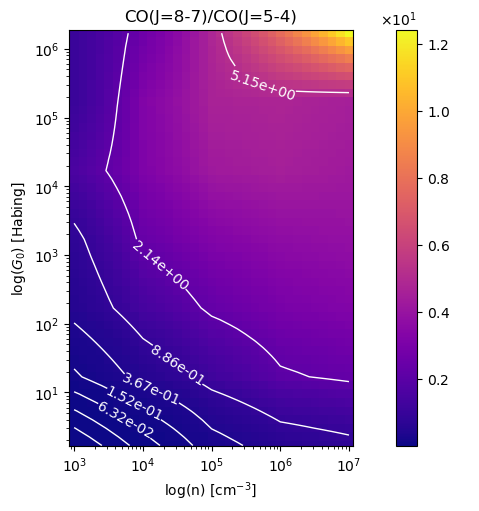 CO(J=8-7)/CO(J=5-4)
×10¹
10⁶
10⁵
10⁴
10³
10²
10¹
log(G₀) [Habing]
5.15e+00
2.14e+00
8.86e-01
3.67e-01
1.52e-01
6.32e-02
10³
10⁴
10⁵
10⁶
10⁷
log(n) [cm⁻³]
1.2
1.0
0.8
0.6
0.4
0.2